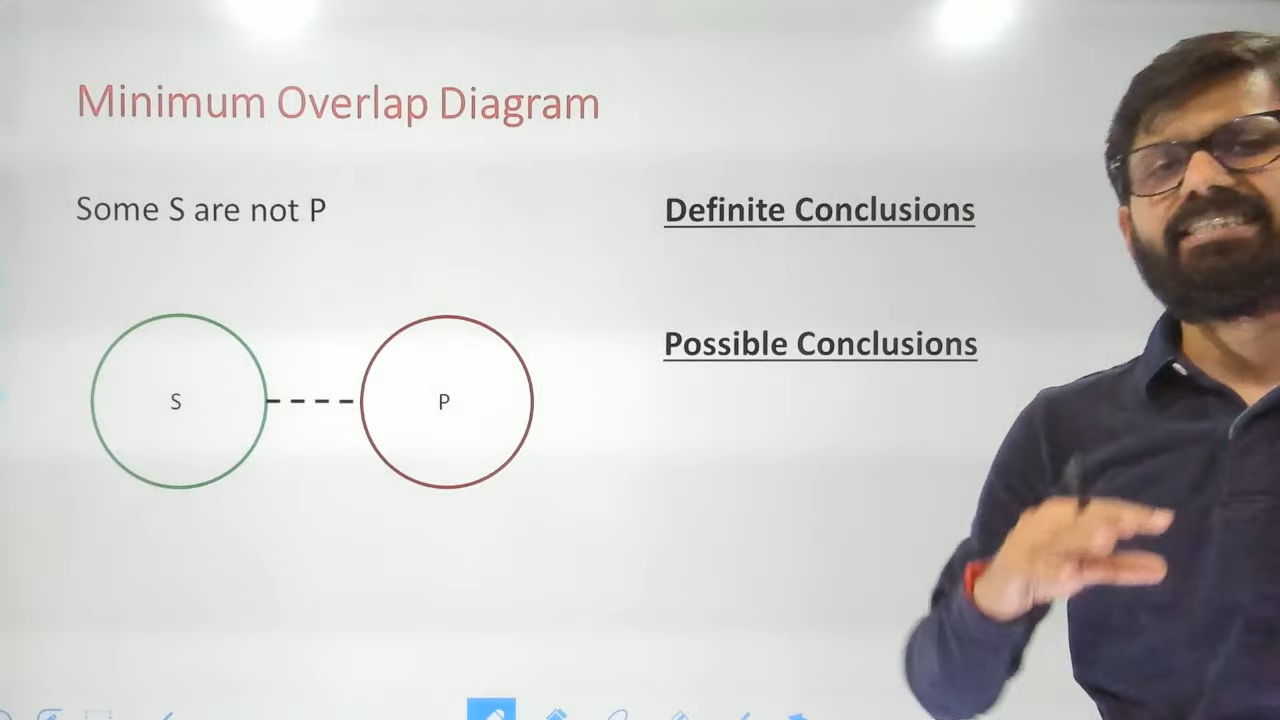 Minimum Overlap Diagram
Some S are not P
Definite Conclusions
Possible Conclusions
S
P